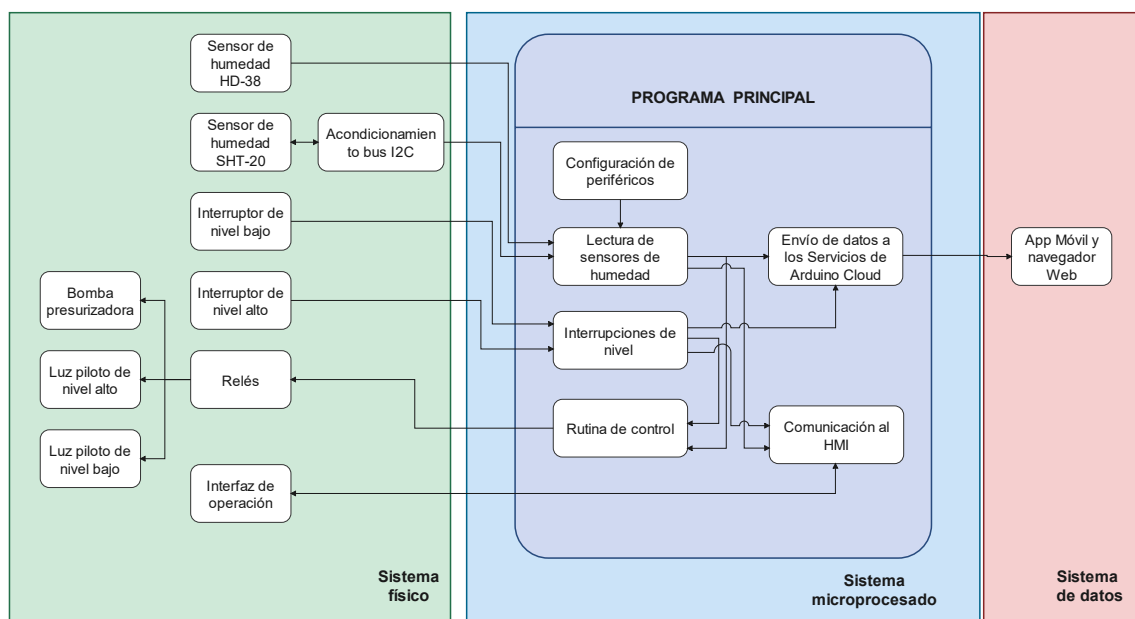 Sensor de
humedad
HD-38
Sensor de
humedad
SHT-20
Acondicionamien
to bus I2C
Interruptor de
nivel bajo
Interruptor de
nivel alto
Bomba
presurizadora
Luz piloto de
nivel alto
Relés
Luz piloto de
nivel bajo
Interfaz de
operación
Sistema
físico
PROGRAMA PRINCIPAL
Configuración de
periféricos
Lectura de
sensores de
humedad
Envío de datos a
los Servicios de
Arduino Cloud
Interrupciones de
nivel
Rutina de control
Comunicación al
HMI
Sistema
microprocesado
App Móvil y
navegador
Web
Sistema
de datos